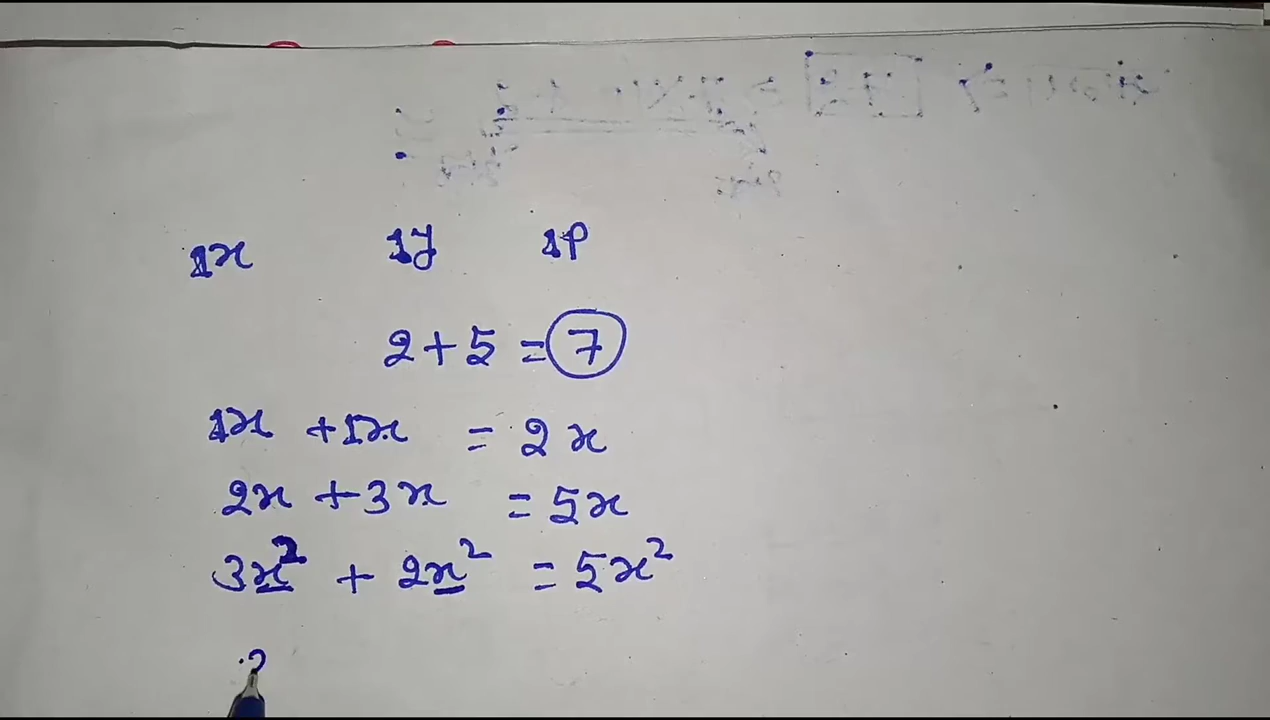 1x 1y 1p
2 + 5 = 7
1x + 1x = 2x
2x + 3x = 5x
3x² + 2x² = 5x²